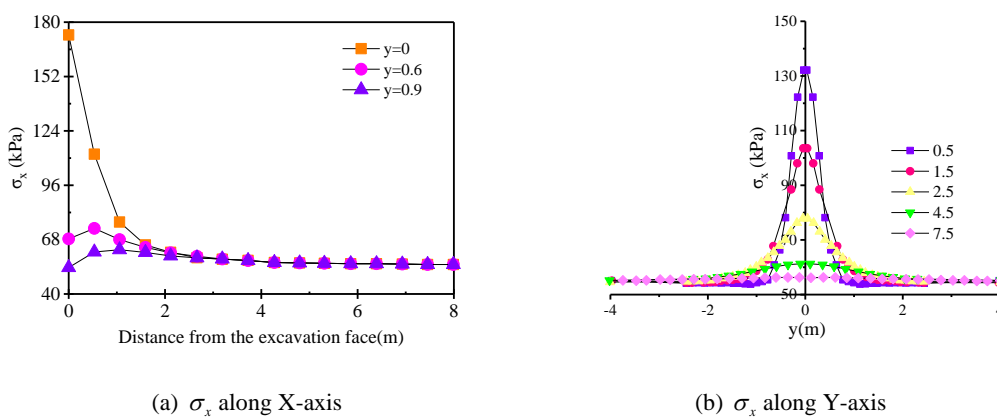 180
152
124
96
68
40
σx (kPa)
y=0
y=0.6
y=0.9
0 2 4 6 8
Distance from the excavation face(m)
(a) σx along X-axis
150
130
110
90
70
50
σx (kPa)
0.5
1.5
2.5
4.5
7.5
-4 -2 0 2 4
y(m)
(b) σx along Y-axis